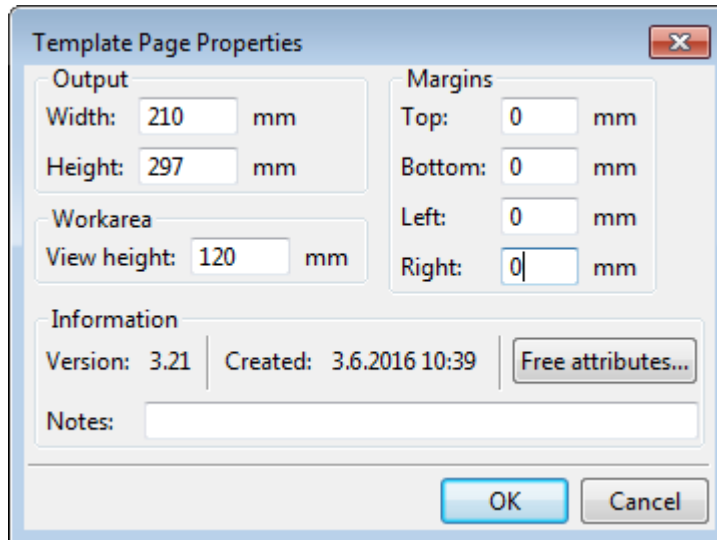 Template Page Properties
Output
Width: 210 mm
Height: 297 mm
Margins
Top: 0 mm
Bottom: 0 mm
Left: 0 mm
Right: 0 mm
Workarea
View height: 120 mm
Information
Version: 3.21 Created: 3.6.2016 10:39 Free attributes...
Notes:
OK Cancel